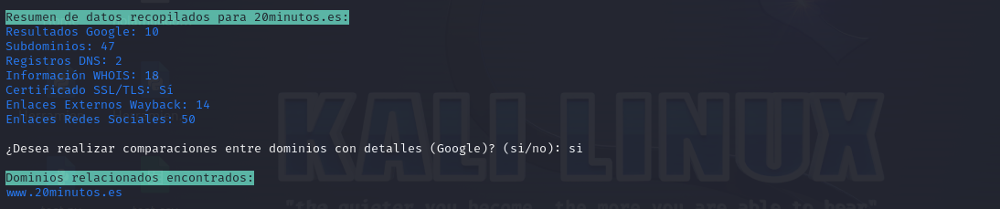 Resumen de datos recopilados para 20minutos.es:
Resultados Google: 10
Subdominios: 47
Registros DNS: 2
Información WHOIS: 18
Certificado SSL/TLS: Sí
Enlaces Externos Wayback: 14
Enlaces Redes Sociales: 50
KALI LINUX
¿Desea realizar comparaciones entre dominios con detalles (Google)? (si/no): si
Dominios relacionados encontrados:
www.20minutos.es
"the quieter you become, the more you are able to hear"